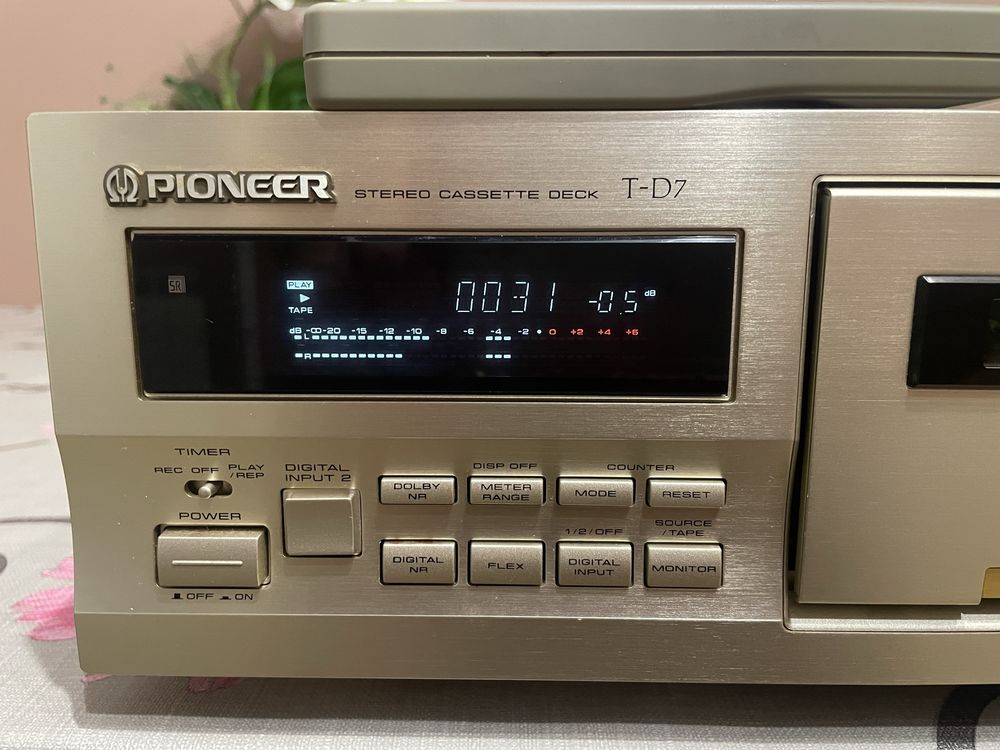 PIONEER STEREO CASSETTE DECK T-D7
SR
PLAY
TAPE
0031 -0.5 dB
dB -∞ -20 -15 -12 -10 -8 -6 -4 -2 • 0 +2 +4 +6
L
R
TIMER
REC OFF PLAY
/REP
DIGITAL
INPUT 2
POWER
OFF ON
DISP OFF
COUNTER
DOLBY
NR
METER
RANGE
MODE
RESET
1/2/OFF
SOURCE
/TAPE
DIGITAL
NR
FLEX
DIGITAL
INPUT
MONITOR